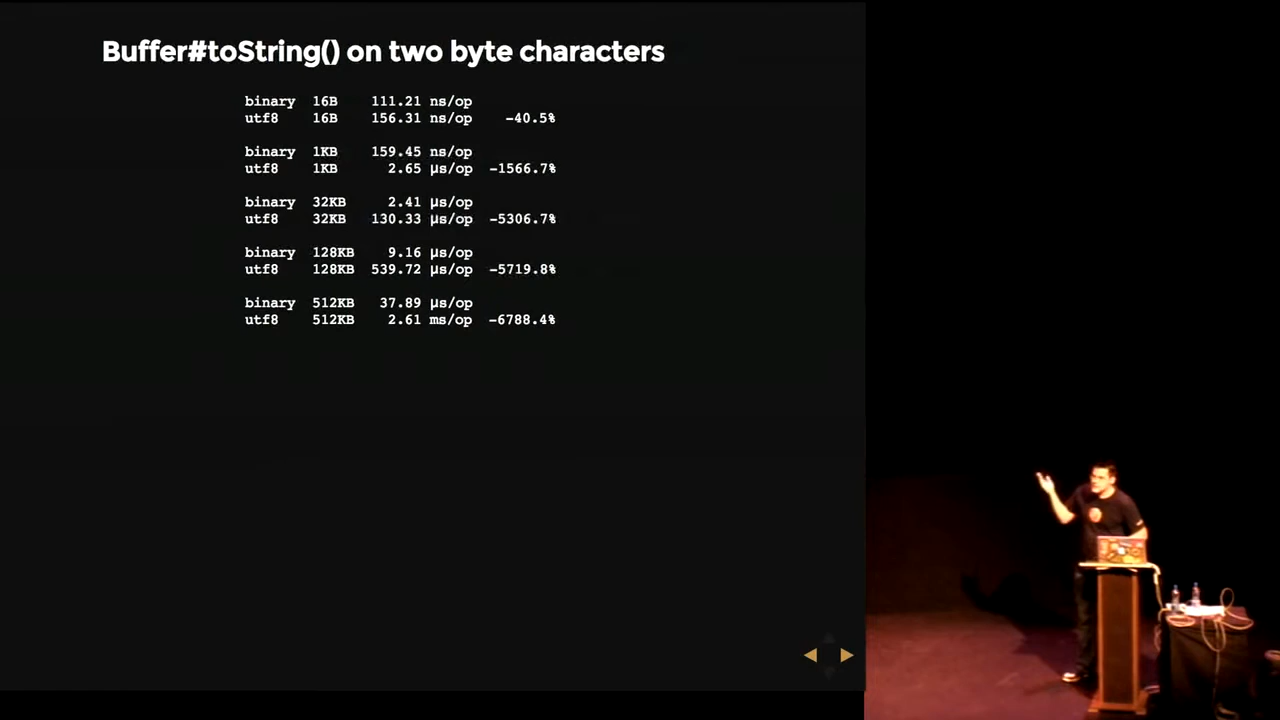 Buffer#toString() on two byte characters
binary 16B 111.21 ns/op
utf8 16B 156.31 ns/op -40.5%
binary 1KB 159.45 ns/op
utf8 1KB 2.65 µs/op -1566.7%
binary 32KB 2.41 µs/op
utf8 32KB 130.33 µs/op -5306.7%
binary 128KB 9.16 µs/op
utf8 128KB 539.72 µs/op -5719.8%
binary 512KB 37.89 µs/op
utf8 512KB 2.61 ms/op -6788.4%